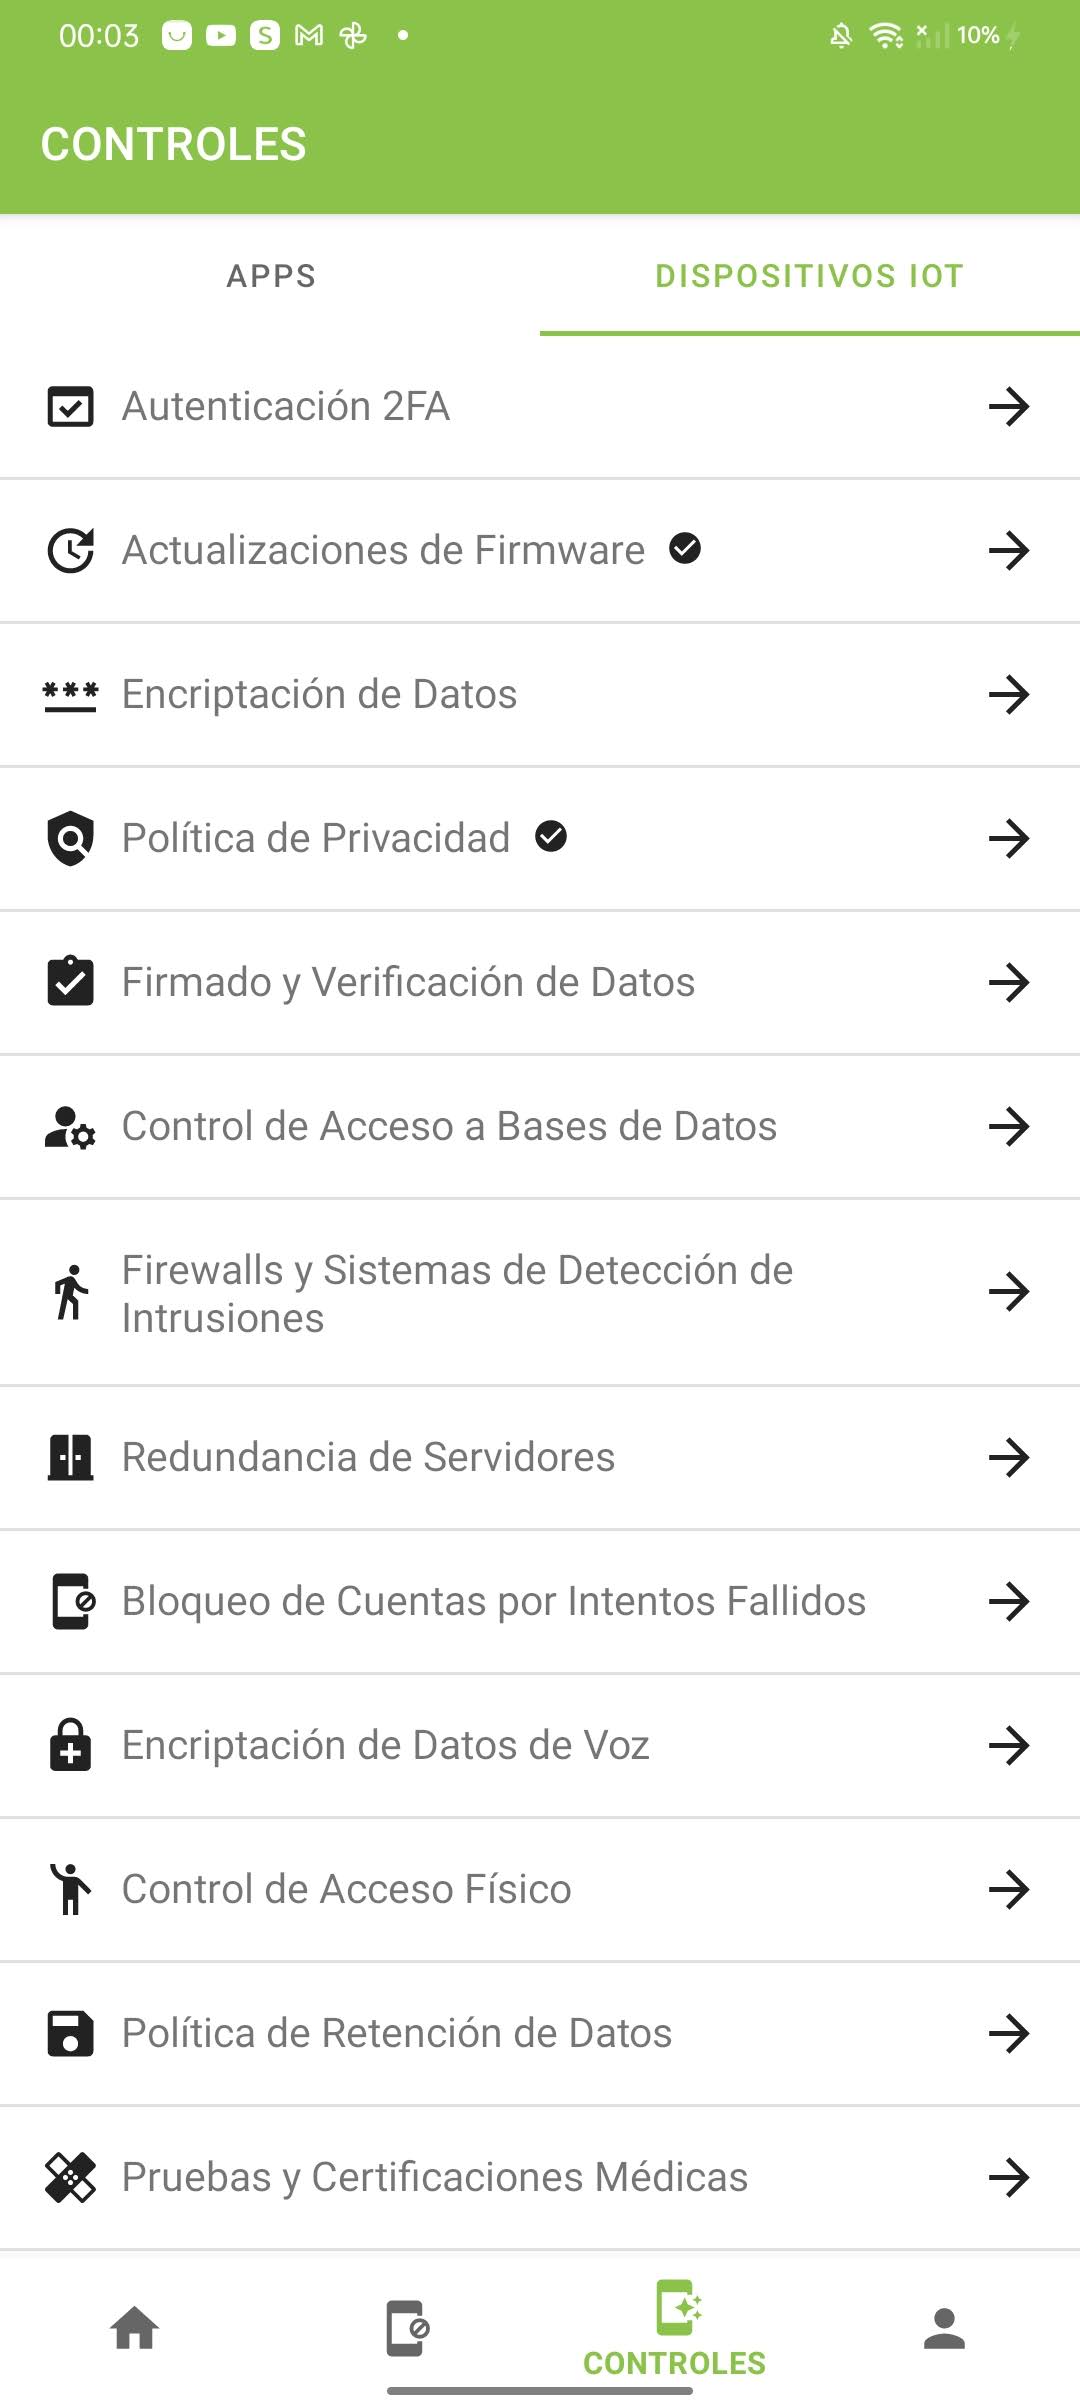 00:03
10%
CONTROLES
APPS
DISPOSITIVOS IOT
Autenticación 2FA
Actualizaciones de Firmware
Encriptación de Datos
Política de Privacidad
Firmado y Verificación de Datos
Control de Acceso a Bases de Datos
Firewalls y Sistemas de Detección de
Intrusiones
Redundancia de Servidores
Bloqueo de Cuentas por Intentos Fallidos
Encriptación de Datos de Voz
Control de Acceso Físico
Política de Retención de Datos
Pruebas y Certificaciones Médicas
CONTROLES